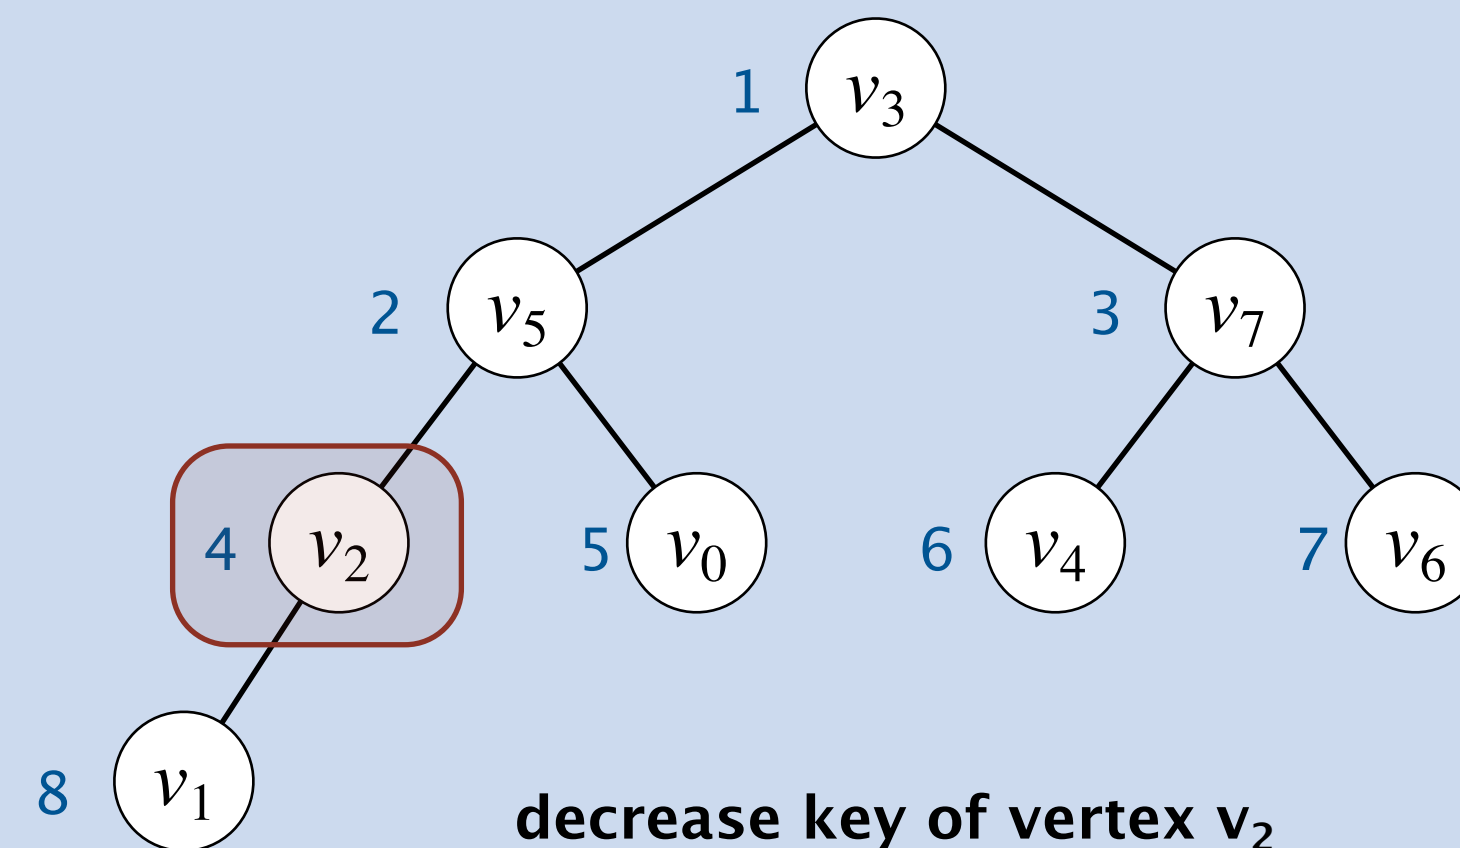 1 v₃
2 v₅ 3 v₇
4 v₂ 5 v₀ 6 v₄ 7 v₆
8 v₁
decrease key of vertex v₂